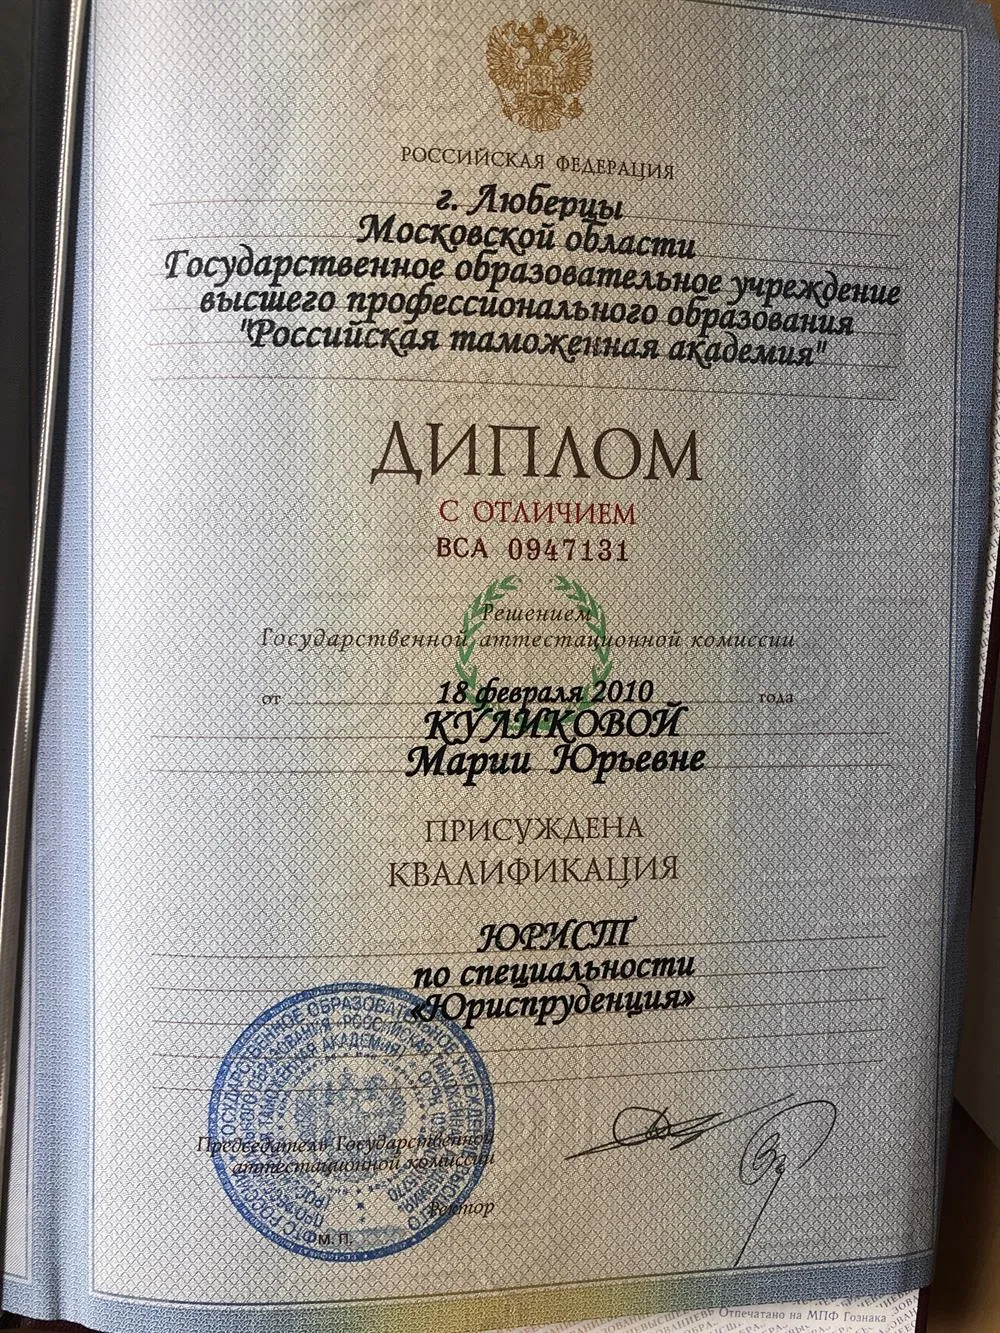 РОССИЙСКАЯ ФЕДЕРАЦИЯ
г. Люберцы
Московской области
Государственное образовательное учреждение
высшего профессионального образования
"Российская таможенная академия"
ДИПЛОМ
С ОТЛИЧИЕМ
ВСА 0947131
Решением
Государственной аттестационной комиссии
от 18 февраля 2010 года
КУЛИКОВОЙ
Марии Юрьевне
ПРИСУЖДЕНА
КВАЛИФИКАЦИЯ
ЮРИСТ
по специальности
«Юриспруденция»
Председатель Государственной
аттестационной комиссии
Ректор
М. П.
Отпечатано на МПФ Гознака